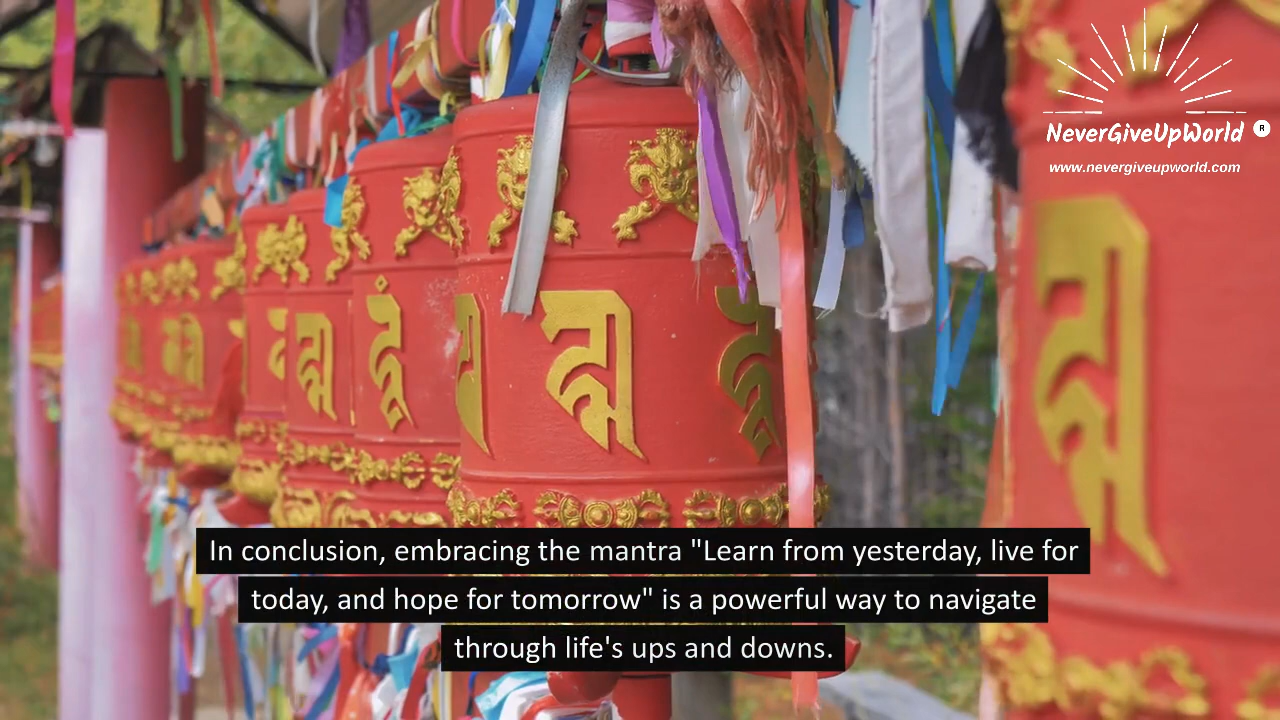 NeverGiveUpWorld ®
www.nevergiveupworld.com
In conclusion, embracing the mantra "Learn from yesterday, live for
today, and hope for tomorrow" is a powerful way to navigate
through life's ups and downs.